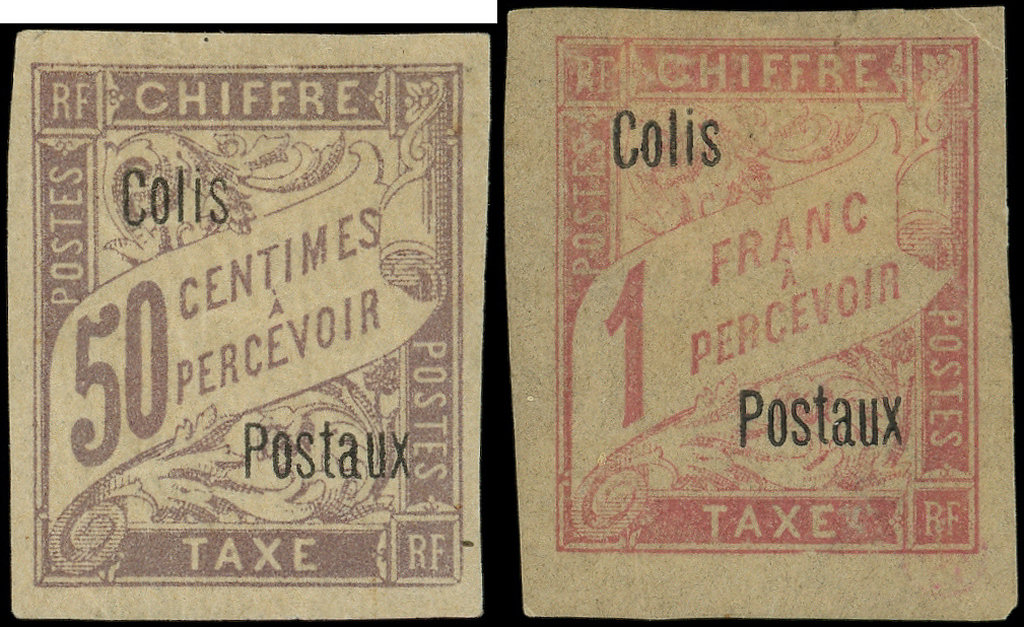 RF CHIFFRE
POSTES
Colis
50 CENTIMES
À
PERCEVOIR
Postaux
POSTES
TAXE RF
RF CHIFFRE
POSTES
Colis
1 FRANC
À
PERCEVOIR
Postaux
POSTES
TAXE RF